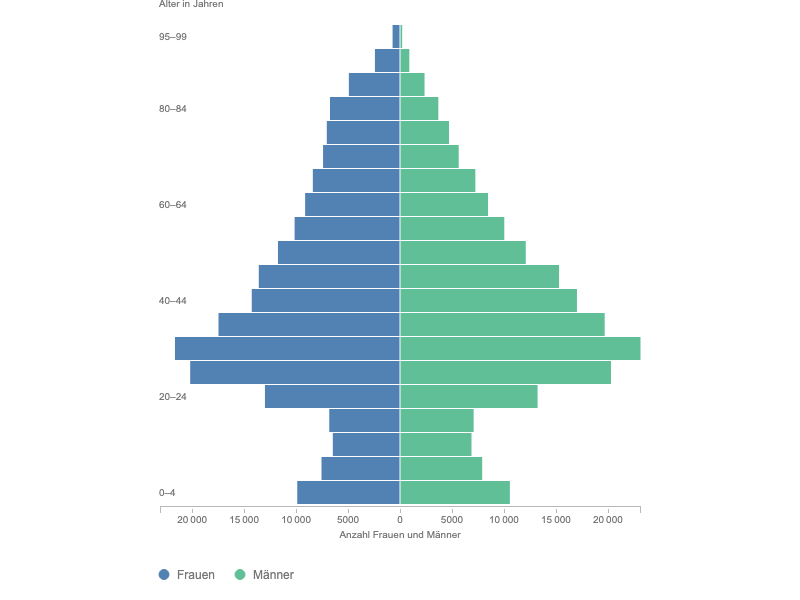 Alter in Jahren
95–99
80–84
60–64
40–44
20–24
0–4
20 000 15 000 10 000 5000 0 5000 10 000 15 000 20 000
Anzahl Frauen und Männer
Frauen Männer